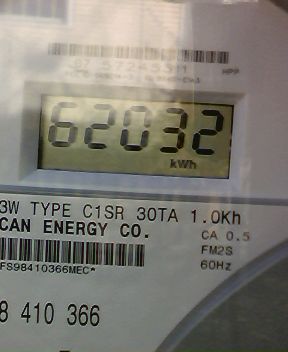 62032
kWh
3W TYPE C1SR 30TA 1.0Kh
CAN ENERGY CO.
CA 0.5
FM2S
60Hz
FS98410366MEC*
8 410 366